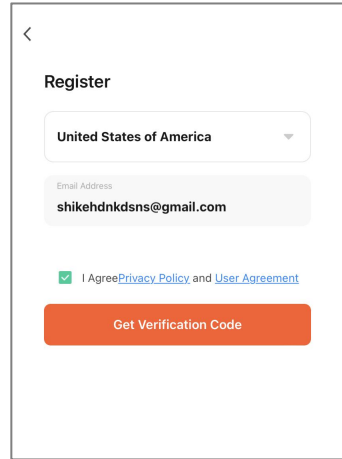 Register
United States of America
Email Address
shikehdnkdsns@gmail.com
I AgreePrivacy Policy and User Agreement
Get Verification Code